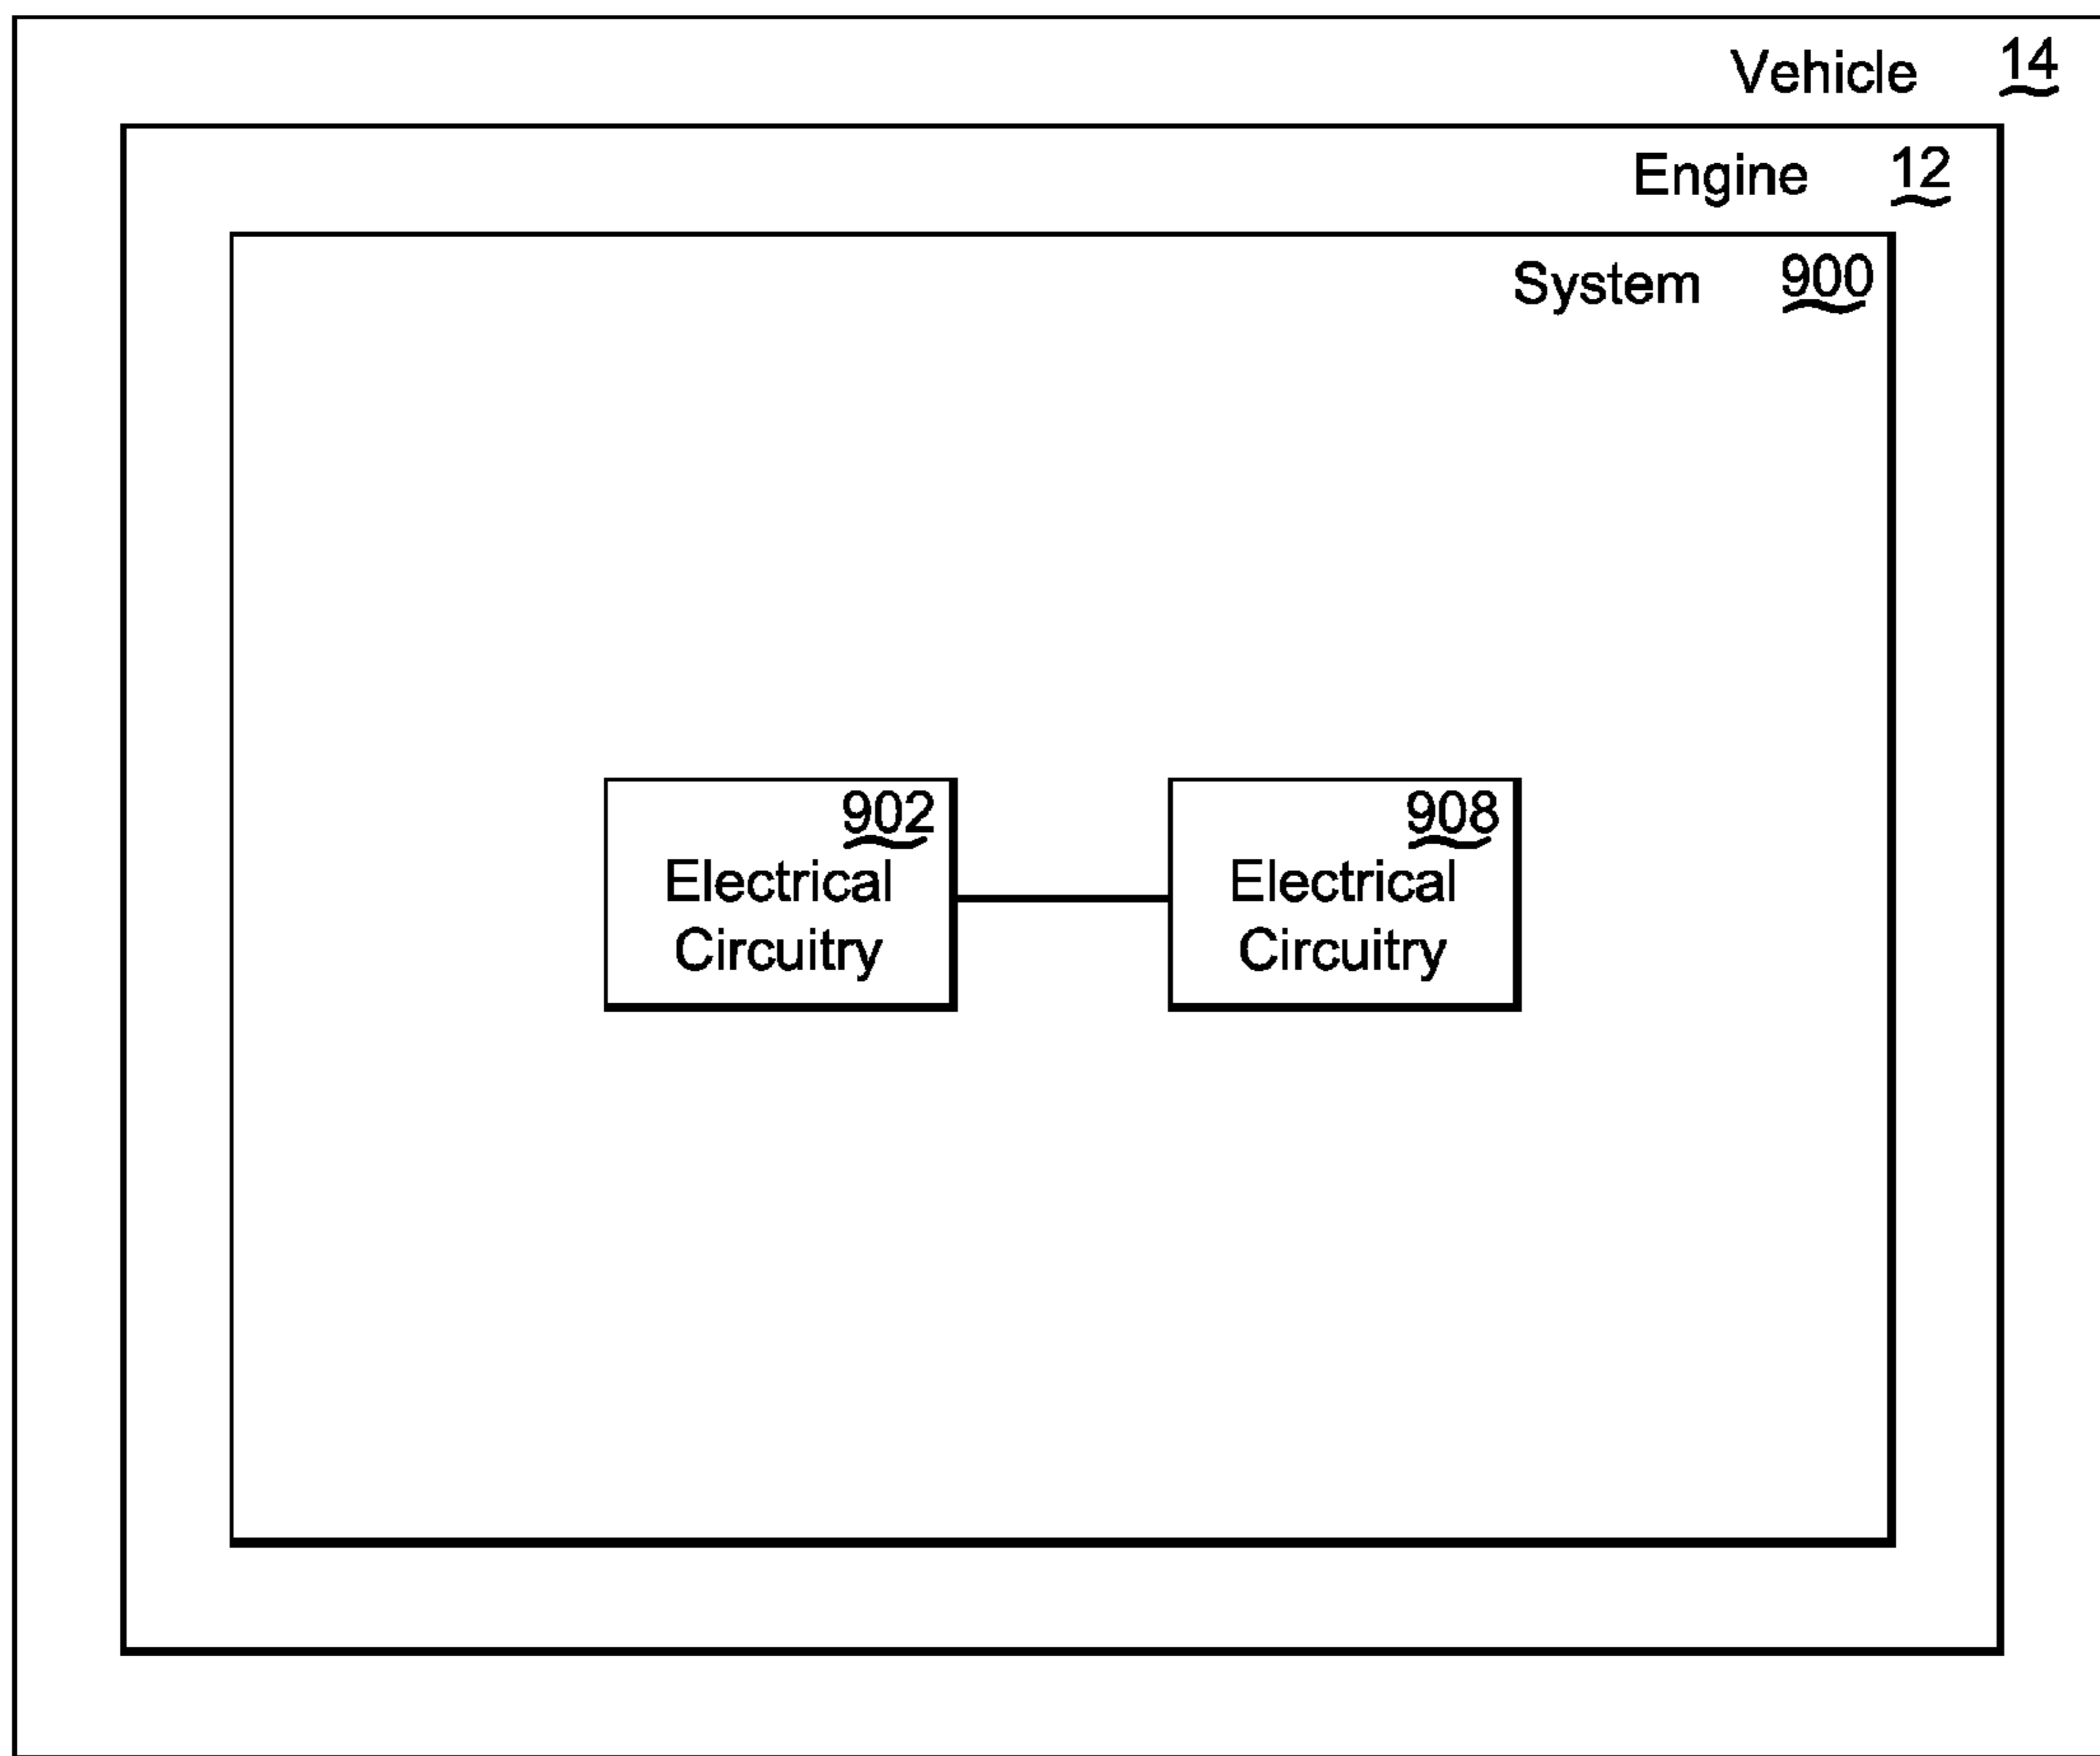 Vehicle 14
Engine 12
System 900
902
Electrical
Circuitry
908
Electrical
Circuitry